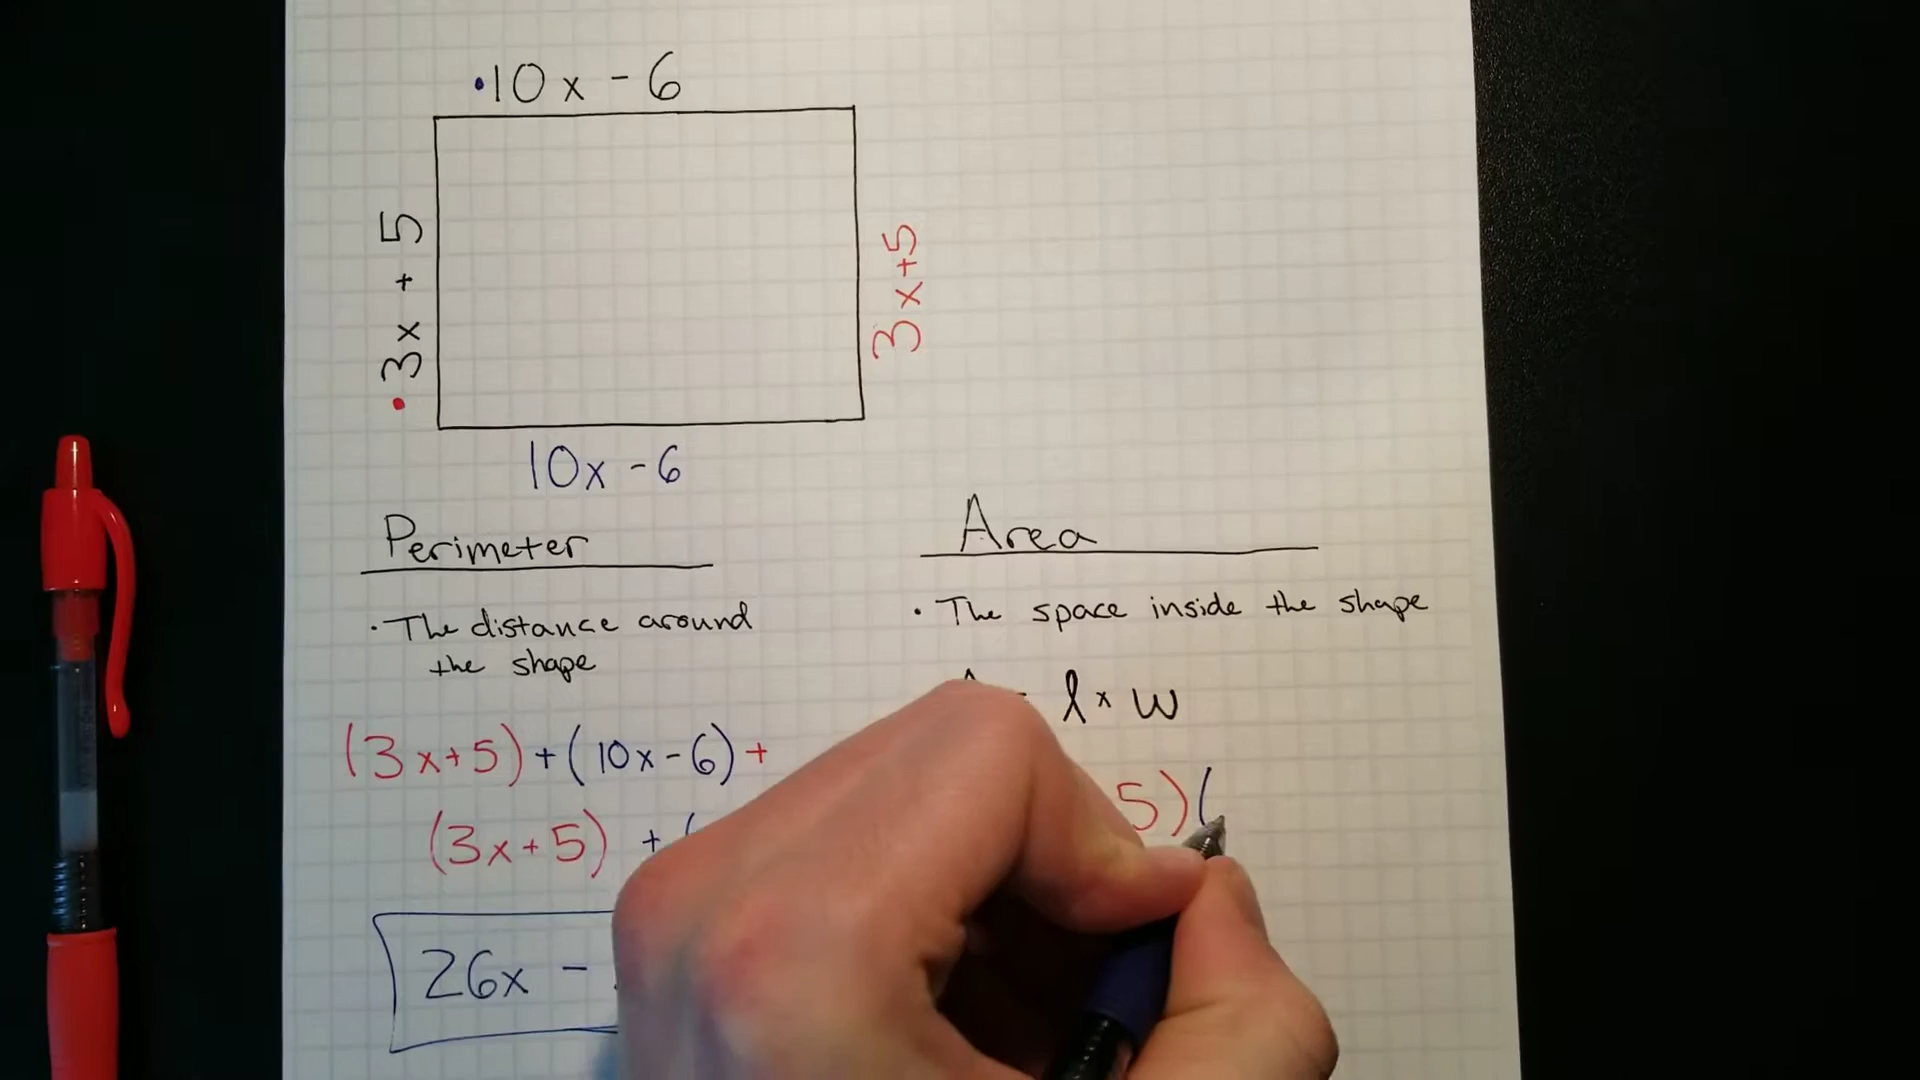 ·10x - 6
·3x + 5
3x+5
10x - 6
Perimeter
· The distance around
the shape
(3x+5)+(10x-6)+
(3x+5) + (
26x -
Area
· The space inside the shape
l × w
5)(